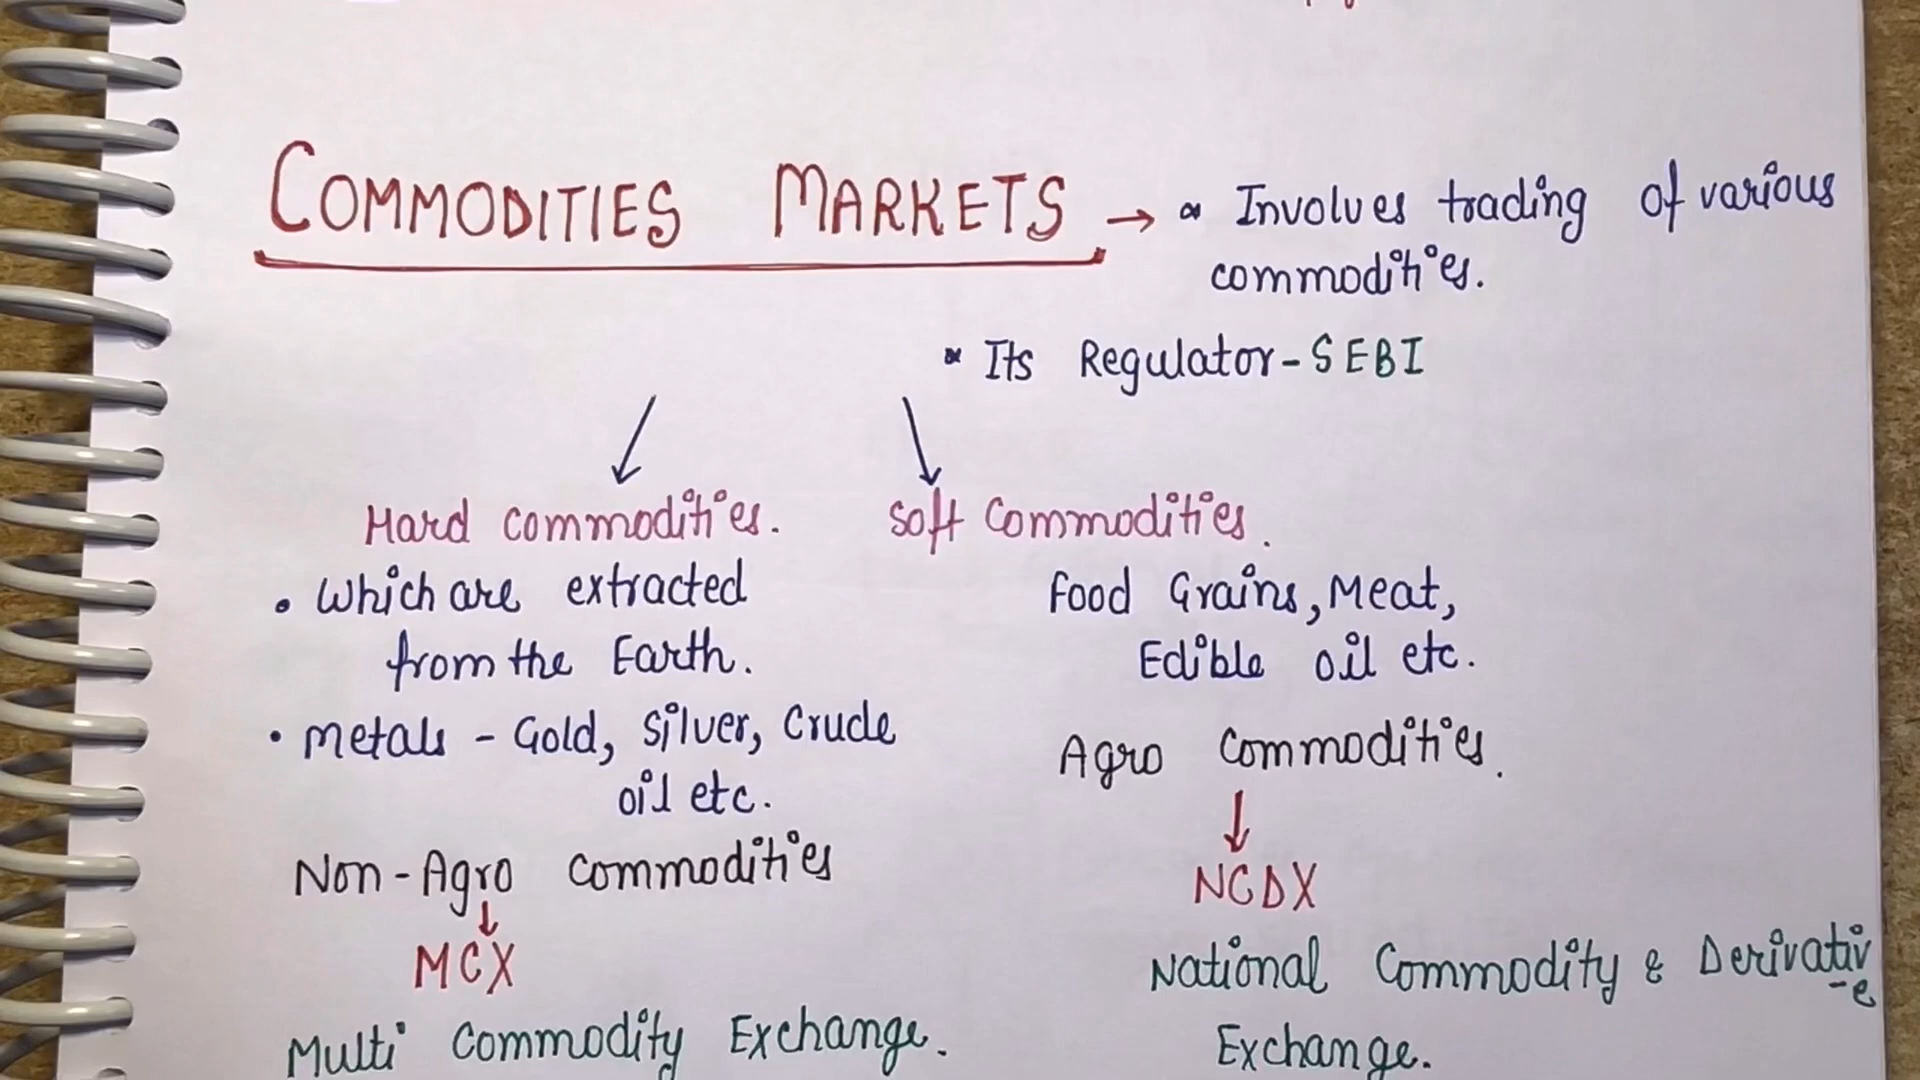 COMMODITIES MARKETS → Involves trading of various
commodities.
Its Regulator - SEBI
Hard commodities.
• Which are extracted
from the Earth.
• Metals - Gold, Silver, Crude
oil etc.
Non-Agro Commodities
↓
MCX
Multi Commodity Exchange.
Soft Commodities.
Food Grains, Meat,
Edible oil etc.
Agro Commodities.
↓
NCDX
National Commodity & Derivativ
-e
Exchange.